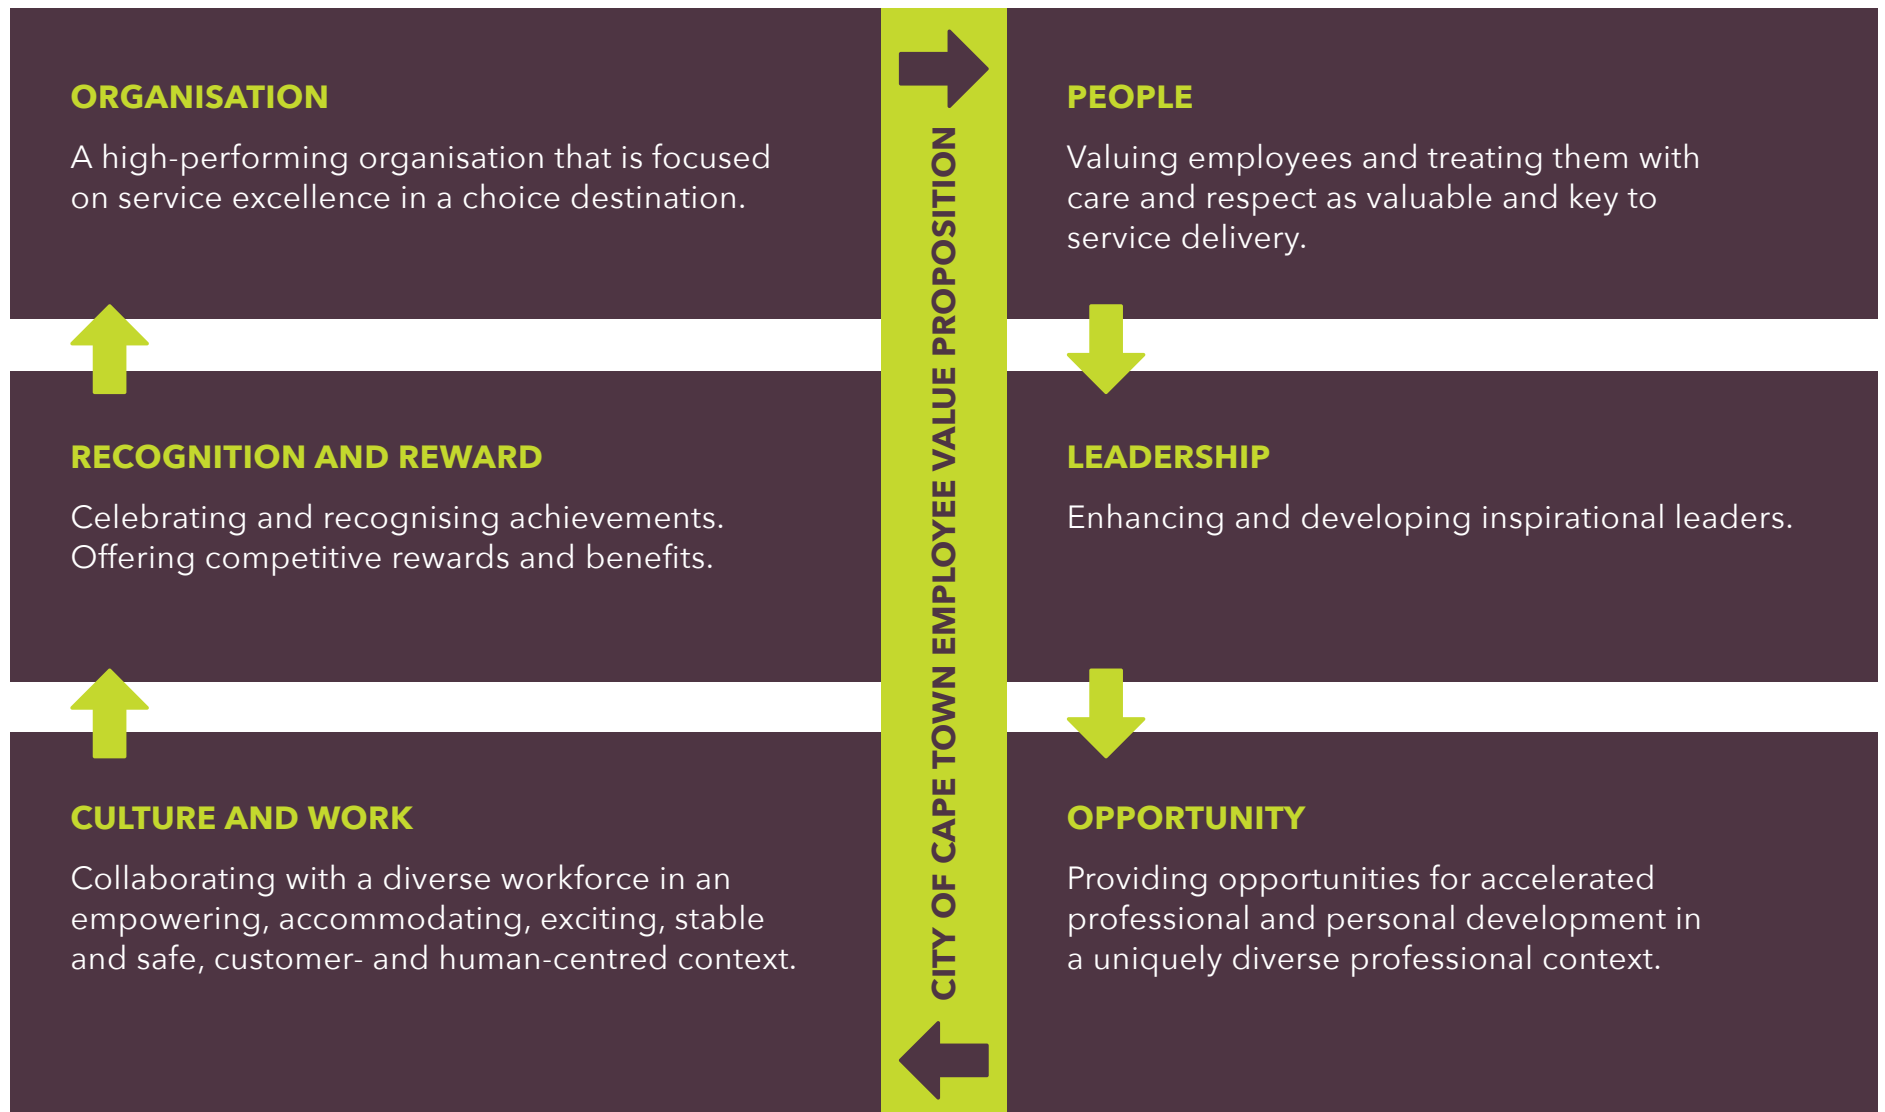 ORGANISATION
A high-performing organisation that is focused
on service excellence in a choice destination.
RECOGNITION AND REWARD
Celebrating and recognising achievements.
Offering competitive rewards and benefits.
CULTURE AND WORK
Collaborating with a diverse workforce in an
empowering, accommodating, exciting, stable
and safe, customer- and human-centred context.
CITY OF CAPE TOWN EMPLOYEE VALUE PROPOSITION
PEOPLE
Valuing employees and treating them with
care and respect as valuable and key to
service delivery.
LEADERSHIP
Enhancing and developing inspirational leaders.
OPPORTUNITY
Providing opportunities for accelerated
professional and personal development in
a uniquely diverse professional context.